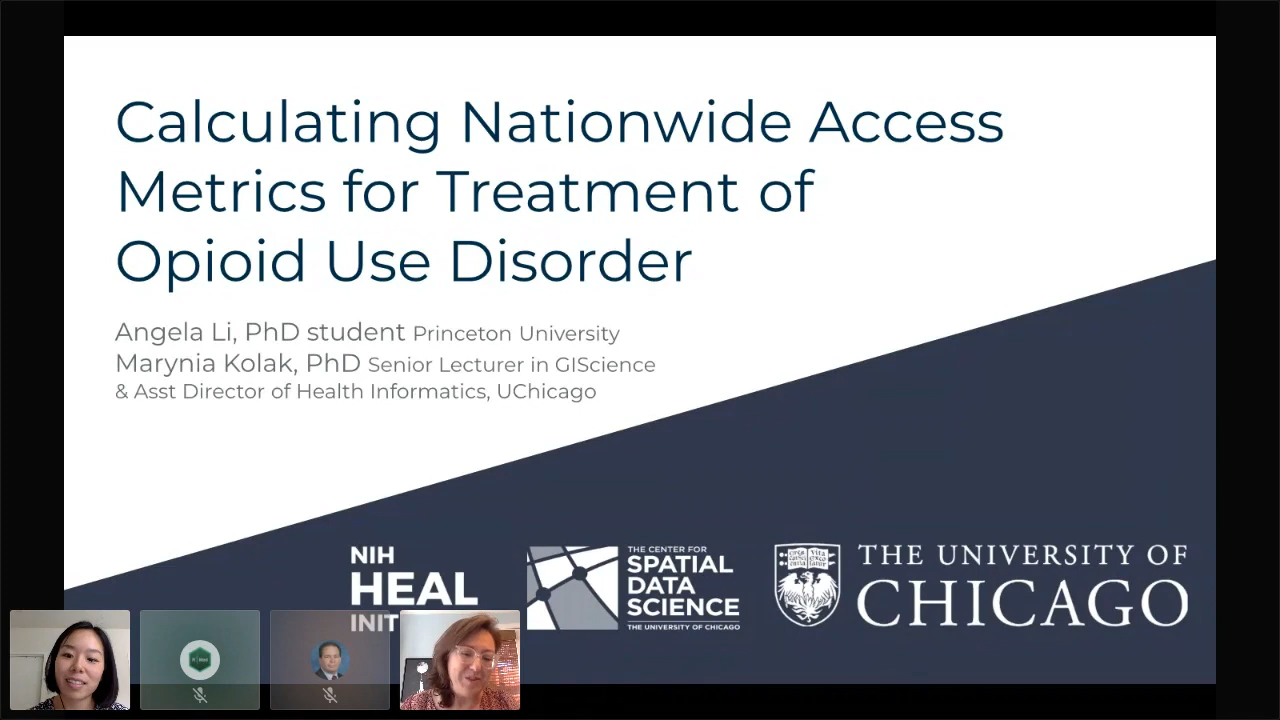 Calculating Nationwide Access
Metrics for Treatment of
Opioid Use Disorder
Angela Li, PhD student Princeton University
Marynia Kolak, PhD Senior Lecturer in GIScience
& Asst Director of Health Informatics, UChicago
NIH
HEAL
INIT
THE CENTER FOR
SPATIAL
DATA
SCIENCE
THE UNIVERSITY OF CHICAGO
THE UNIVERSITY OF
CHICAGO